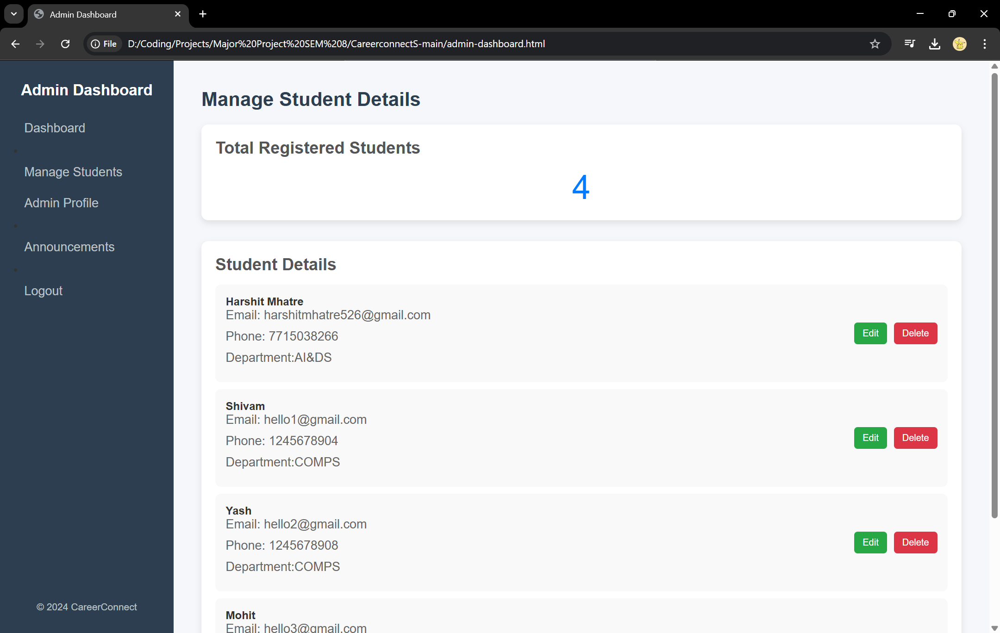 Admin Dashboard
File
D:/Coding/Projects/Major%20Project%20SEM%208/CareerconnectS-main/admin-dashboard.html
Admin Dashboard
Dashboard
Manage Students
Admin Profile
Announcements
Logout
© 2024 CareerConnect
Manage Student Details
Total Registered Students
4
Student Details
Harshit Mhatre
Email: harshitmhatre526@gmail.com
Phone: 7715038266
Department:AI&DS
Edit Delete
Shivam
Email: hello1@gmail.com
Phone: 1245678904
Department:COMPS
Edit Delete
Yash
Email: hello2@gmail.com
Phone: 1245678908
Department:COMPS
Edit Delete
Mohit
Email: hello3@gmail.com